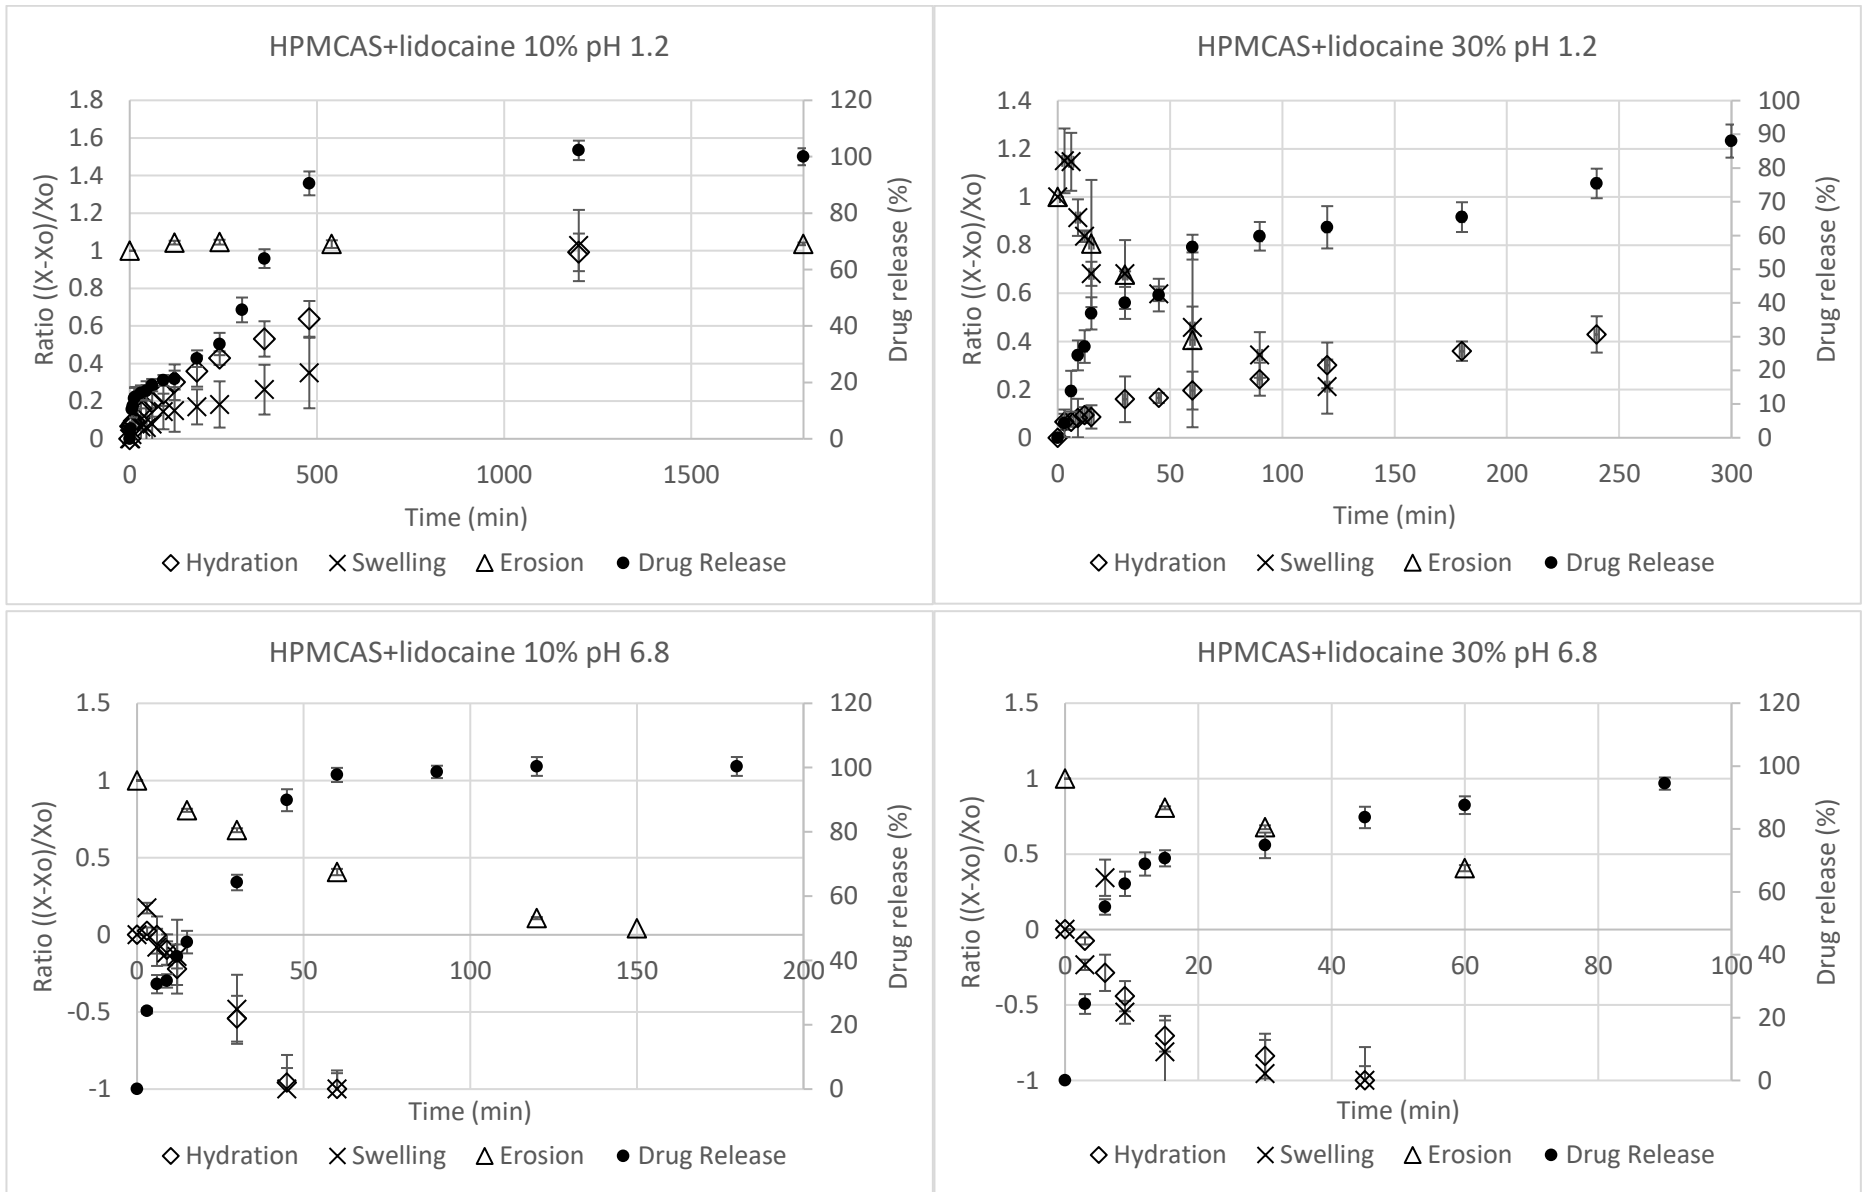 HPMCAS+lidocaine 10% pH 1.2
1.8
1.6
1.4
1.2
1
0.8
0.6
0.4
0.2
0
Ratio ((X-Xo)/Xo)
120
100
80
60
40
20
0
Drug release (%)
0 500 1000 1500
Time (min)
Hydration Swelling Erosion Drug Release
HPMCAS+lidocaine 30% pH 1.2
1.4
1.2
1
0.8
0.6
0.4
0.2
0
Ratio ((X-Xo)/Xo)
100
90
80
70
60
50
40
30
20
10
0
Drug release (%)
0 50 100 150 200 250 300
Time (min)
Hydration Swelling Erosion Drug Release
HPMCAS+lidocaine 10% pH 6.8
1.5
1
0.5
0
-0.5
-1
Ratio ((X-Xo)/Xo)
120
100
80
60
40
20
0
Drug release (%)
0 50 100 150 200
Time (min)
Hydration Swelling Erosion Drug Release
HPMCAS+lidocaine 30% pH 6.8
1.5
1
0.5
0
-0.5
-1
Ratio ((X-Xo)/Xo)
120
100
80
60
40
20
0
Drug release (%)
0 20 40 60 80 100
Time (min)
Hydration Swelling Erosion Drug Release